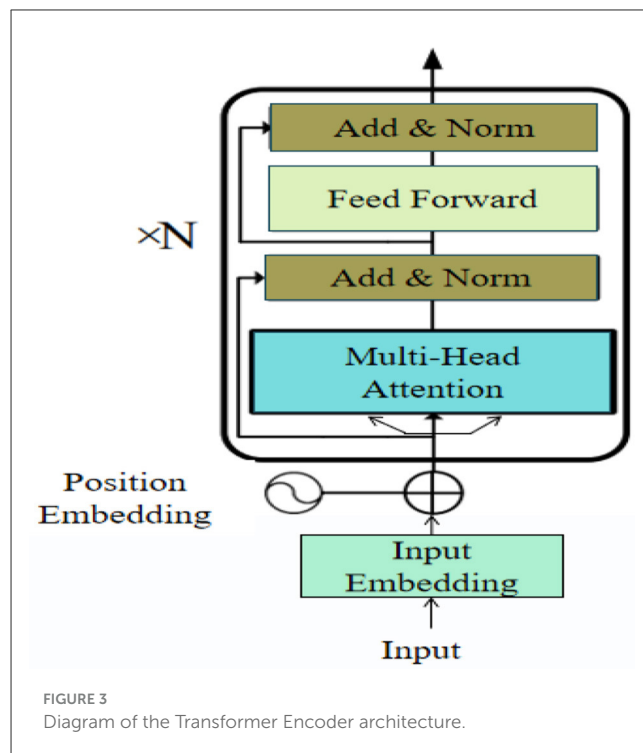 Add & Norm
Feed Forward
×N
Add & Norm
Multi-Head
Attention
Position
Embedding
Input
Embedding
Input
FIGURE 3
Diagram of the Transformer Encoder architecture.